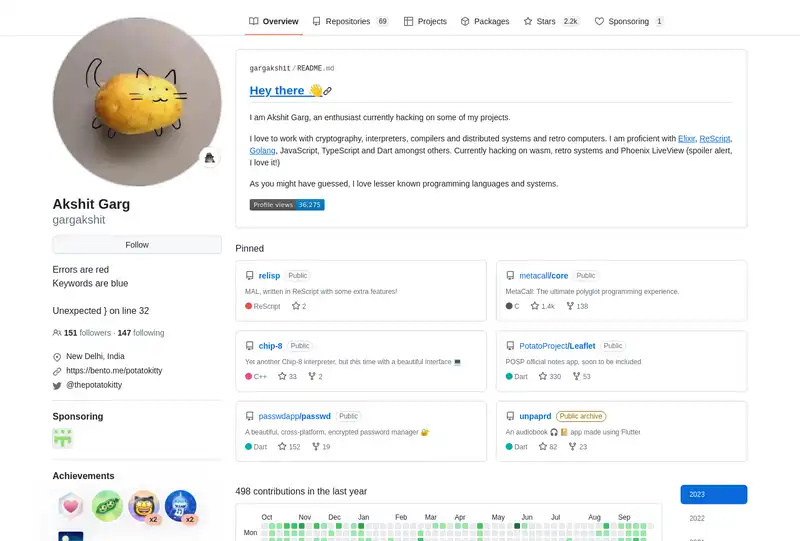 Overview
Repositories 69
Projects
Packages
Stars 2.2k
Sponsoring 1
Akshit Garg
gargakshit
Follow
Errors are red
Keywords are blue
Unexpected } on line 32
151 followers · 147 following
New Delhi, India
https://bento.me/potatokitty
@thepotatokitty
Sponsoring
Achievements
x2
x2
gargakshit/README.md
Hey there 👋
I am Akshit Garg, an enthusiast currently hacking on some of my projects.
I love to work with cryptography, interpreters, compilers and distributed systems and retro computers. I am proficient with Elixir, ReScript,
Golang, JavaScript, TypeScript and Dart amongst others. Currently hacking on wasm, retro systems and Phoenix LiveView (spoiler alert,
I love it!)
As you might have guessed, I love lesser known programming languages and systems.
Profile views 36,275
Pinned
relisp Public
MAL, written in ReScript with some extra features!
ReScript 2
metacall/core Public
MetaCall: The ultimate polyglot programming experience.
C 1.4k 138
chip-8 Public
Yet another Chip-8 interpreter, but this time with a beautiful interface 💻
C++ 33 2
PotatoProject/Leaflet Public
POSP official notes app, soon to be included
Dart 330 53
passwdapp/passwd Public
A beautiful, cross-platform, encrypted password manager 🔐
Dart 152 19
unpaprd Public archive
An audiobook 🎧 📔 app made using Flutter
Dart 82 23
498 contributions in the last year
Oct Nov Dec Jan Feb Mar Apr May Jun Jul Aug Sep
Mon
2023
2022